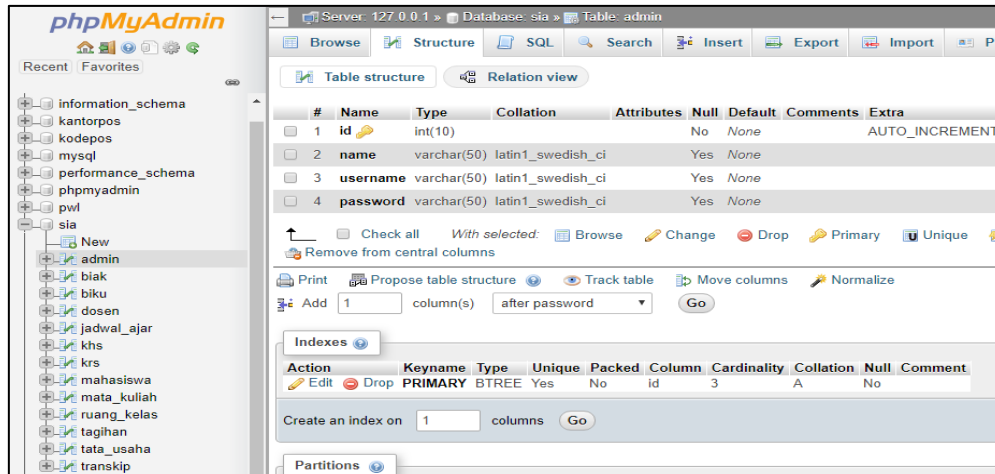 phpMyAdmin
Recent Favorites
information_schema
kantorpos
kodepos
mysql
performance_schema
phpmyadmin
pwl
sia
New
admin
biak
biku
dosen
jadwal_ajar
khs
krs
mahasiswa
mata_kuliah
ruang_kelas
tagihan
tata_usaha
transkip
Server: 127.0.0.1 » Database: sia » Table: admin
Browse Structure SQL Search Insert Export Import P
Table structure Relation view
# Name Type Collation Attributes Null Default Comments Extra
1 id int(10) No None AUTO_INCREMENT
2 name varchar(50) latin1_swedish_ci Yes None
3 username varchar(50) latin1_swedish_ci Yes None
4 password varchar(50) latin1_swedish_ci Yes None
Check all With selected: Browse Change Drop Primary Unique
Remove from central columns
Print Propose table structure Track table Move columns Normalize
Add 1 column(s) after password Go
Indexes
Action Keyname Type Unique Packed Column Cardinality Collation Null Comment
Edit Drop PRIMARY BTREE Yes No id 3 A No
Create an index on 1 columns Go
Partitions